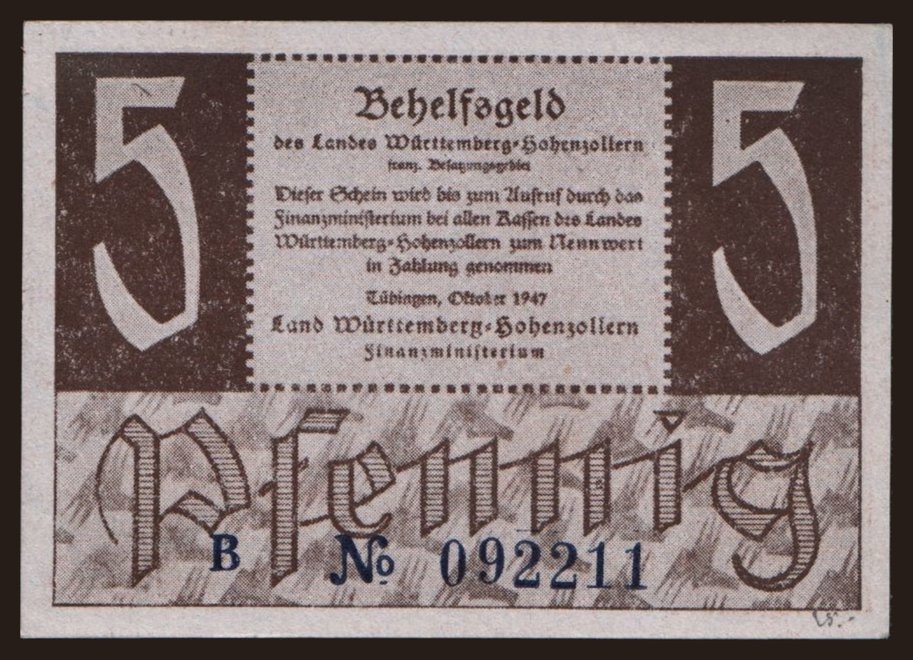 5
Behelfsgeld
des Landes Württemberg-Hohenzollern
franz. Besatzungsgebiet
Dieser Schein wird bis zum Aufruf durch das
Finanzministerium bei allen Kassen des Landes
Württemberg-Hohenzollern zum Nennwert
in Zahlung genommen
Tübingen, Oktober 1947
Land Württemberg-Hohenzollern
Finanzministerium
5
Pfennig
B № 092211